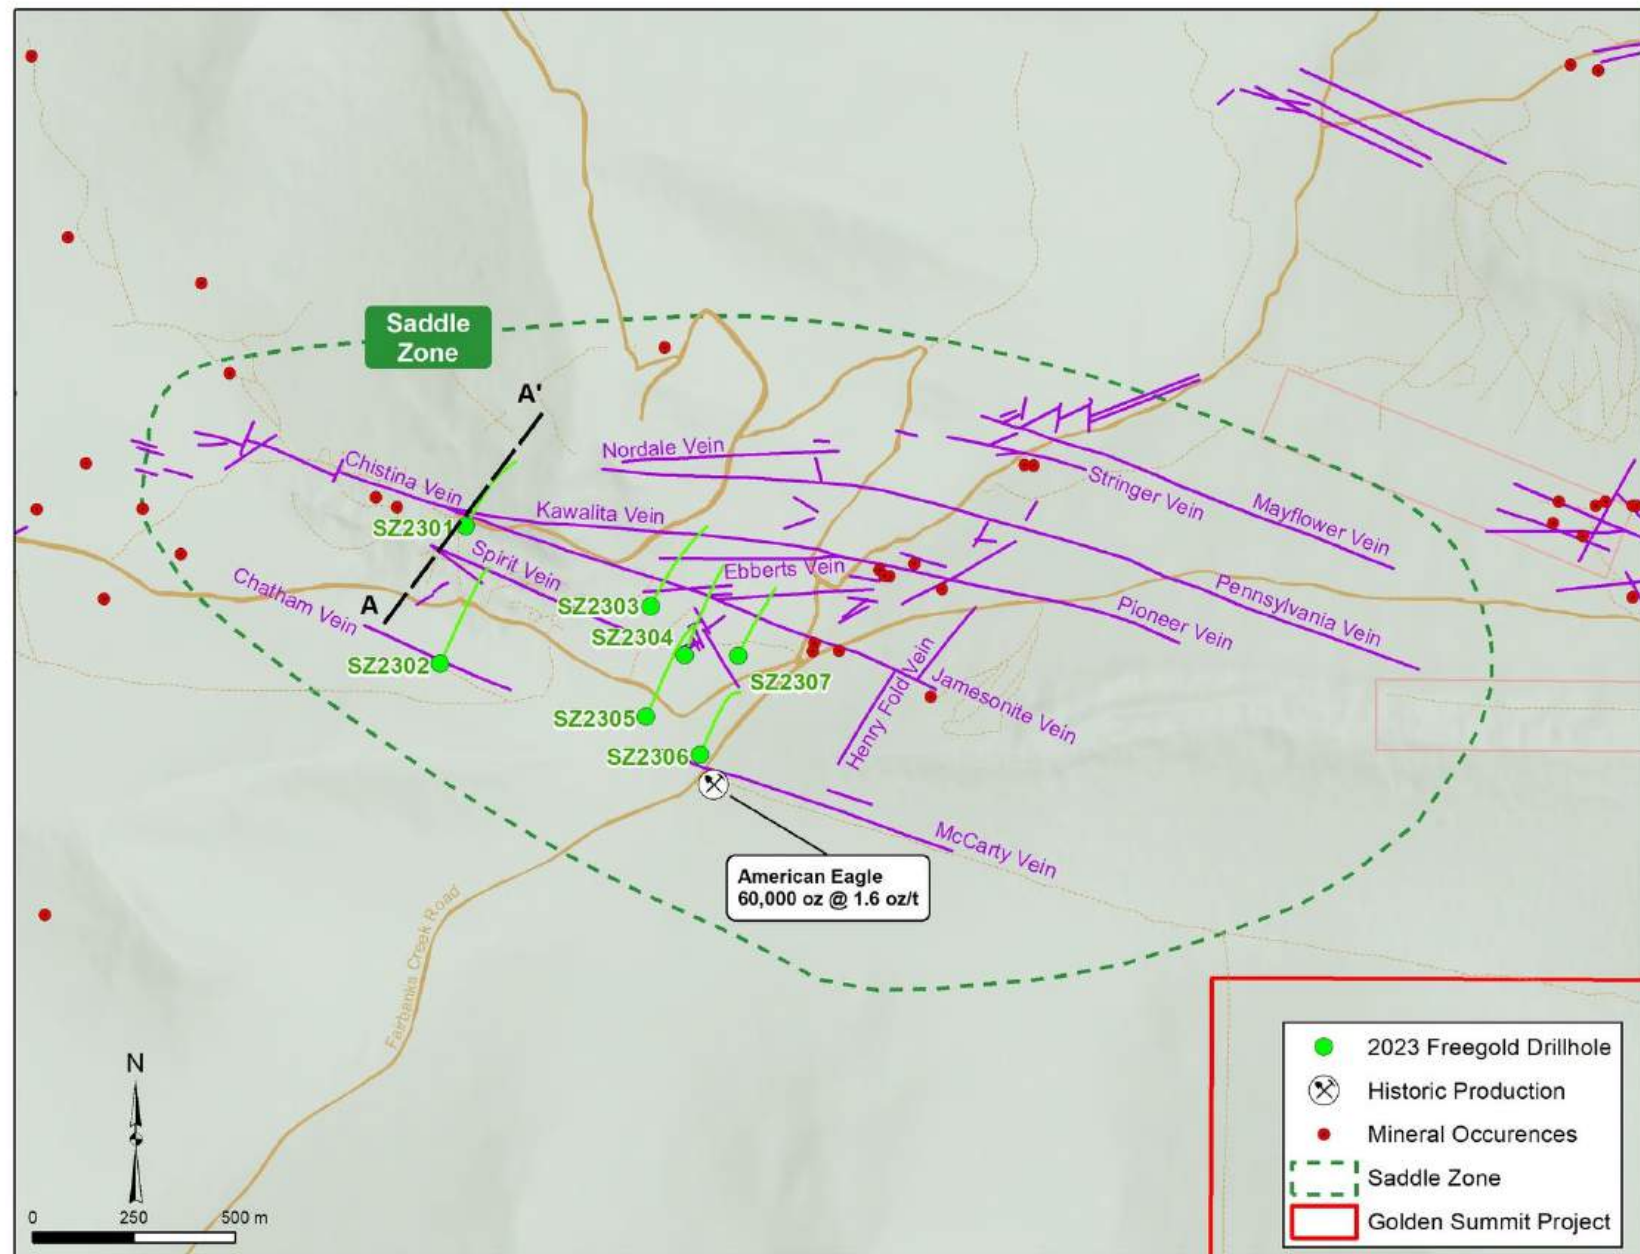 Saddle
Zone
A'
Nordale Vein
Chistina Vein
Stringer Vein
Mayflower Vein
Kawalita Vein
SZ2301
Spirit Vein
Ebberts Vein
Chatham Vein
A
SZ2303
Pennsylvania Vein
Pioneer Vein
SZ2304
SZ2302
SZ2307
Henry Fold Vein
Jamesonite Vein
SZ2305
SZ2306
McCarty Vein
American Eagle
60,000 oz @ 1.6 oz/t
Fairbanks Creek Road
N
0 250 500 m
2023 Freegold Drillhole
Historic Production
Mineral Occurences
Saddle Zone
Golden Summit Project